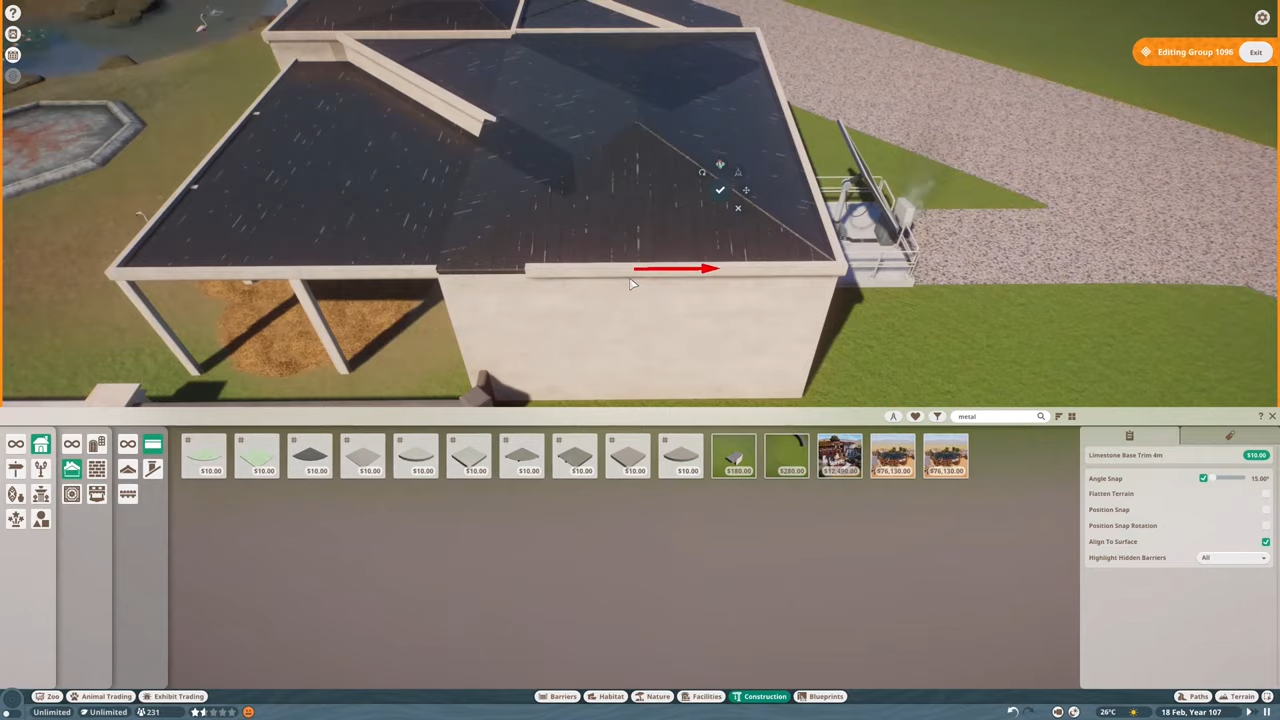 ?
Editing Group 1096
Exit
A
metal
?
$10.00
$10.00
$10.00
$10.00
$10.00
$10.00
$10.00
$10.00
$10.00
$10.00
$180.00
$280.00
$12,490.00
$76,130.00
$76,130.00
Limestone Base Trim 4m
$10.00
Angle Snap
15.00°
Flatten Terrain
Position Snap
Position Snap Rotation
Align To Surface
Highlight Hidden Barriers
All
Zoo
Animal Trading
Exhibit Trading
Barriers
Habitat
Nature
Facilities
Construction
Blueprints
Paths
Terrain
Unlimited
Unlimited
231
26°C
18 Feb, Year 107